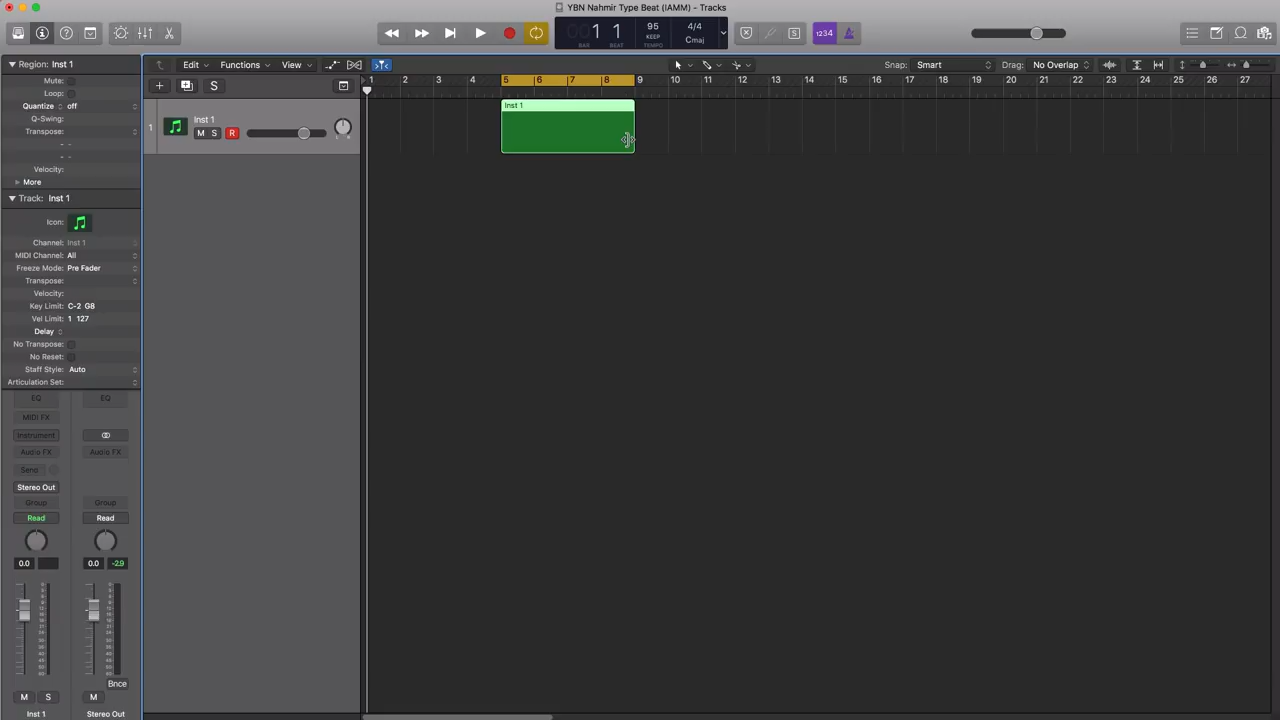 YBN Nahmir Type Beat (IAMM) - Tracks
001 1
BAR BEAT
95
KEEP
TEMPO
4/4
Cmaj
1234
S
Region: Inst 1
Edit Functions View
Snap: Smart
Drag: No Overlap
Mute:
Loop:
Quantize off
Q-Swing:
Transpose:
- -
- -
Velocity:
More
S
1 2 3 4 5 6 7 8 9 10 11 12 13 14 15 16 17 18 19 20 21 22 23 24 25 26 27
1
Inst 1
M S R
Inst 1
Track: Inst 1
Icon:
Channel: Inst 1
MIDI Channel: All
Freeze Mode: Pre Fader
Transpose:
Velocity:
Key Limit: C-2 G8
Vel Limit: 1 127
Delay
No Transpose:
No Reset:
Staff Style: Auto
Articulation Set:
EQ EQ
MIDI FX
Instrument
Audio FX Audio FX
Send
Stereo Out
Group Group
Read Read
0.0 0.0 -2.9
Bnce
M S M
Inst 1 Stereo Out